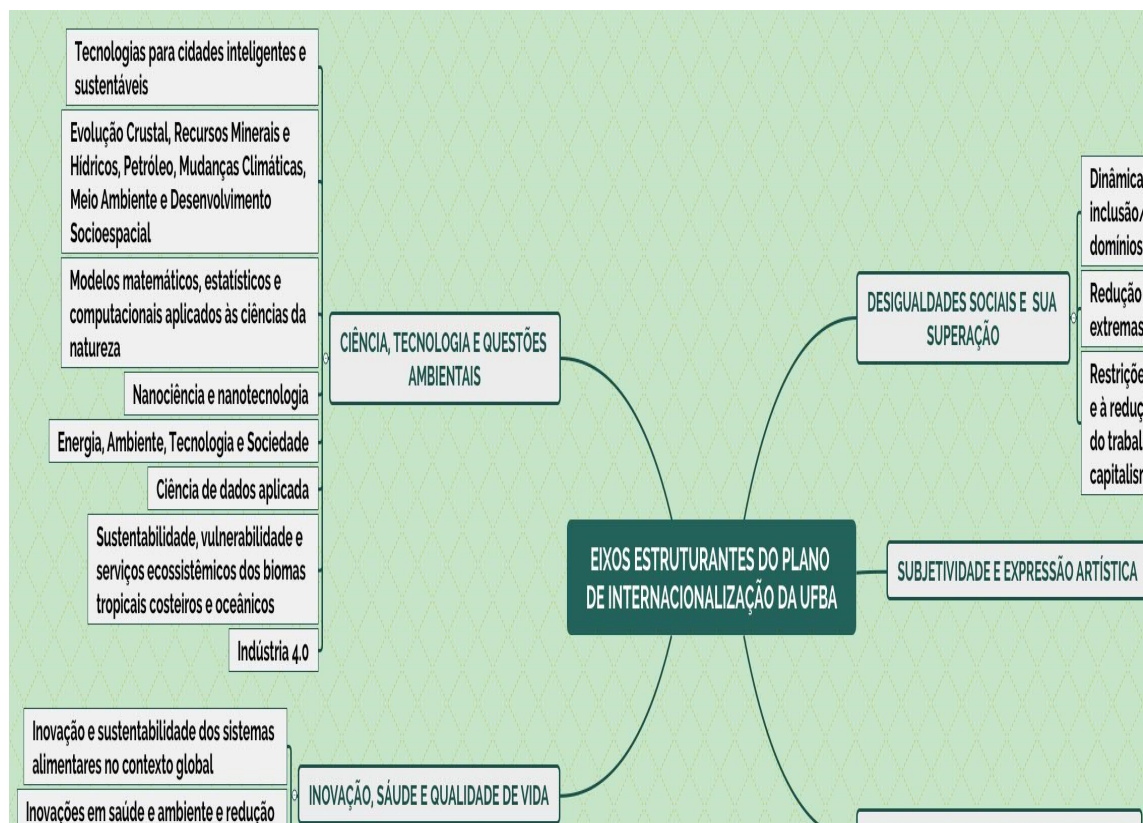 Tecnologias para cidades inteligentes e
sustentáveis
Evolução Crustal, Recursos Minerais e
Hídricos, Petróleo, Mudanças Climáticas,
Meio Ambiente e Desenvolvimento
Socioespacial
Modelos matemáticos, estatísticos e
computacionais aplicados às ciências da
natureza
Nanociência e nanotecnologia
Energia, Ambiente, Tecnologia e Sociedade
Ciência de dados aplicada
Sustentabilidade, vulnerabilidade e
serviços ecossistêmicos dos biomas
tropicais costeiros e oceânicos
Indústria 4.0
CIÊNCIA, TECNOLOGIA E QUESTÕES
AMBIENTAIS
Inovação e sustentabilidade dos sistemas
alimentares no contexto global
Inovações em saúde e ambiente e redução
INOVAÇÃO, SÁUDE E QUALIDADE DE VIDA
EIXOS ESTRUTURANTES DO PLANO
DE INTERNACIONALIZAÇÃO DA UFBA
DESIGUALDADES SOCIAIS E SUA
SUPERAÇÃO
Dinâmica
inclusão/
domínios
Redução
extremas
Restriçõe
e à reduç
do trabal
capitalisr
SUBJETIVIDADE E EXPRESSÃO ARTÍSTICA